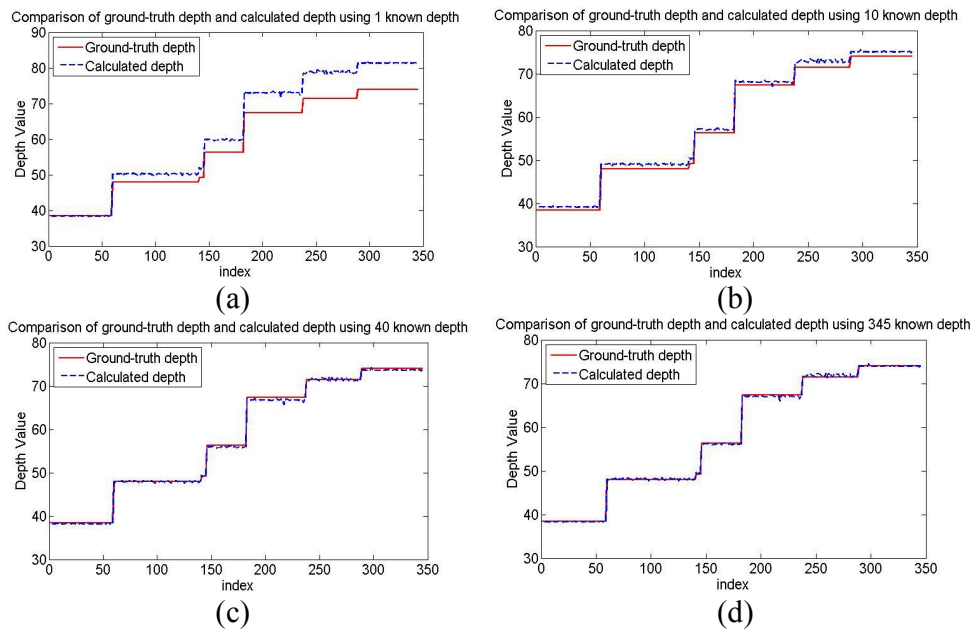 Comparison of ground-truth depth and calculated depth using 1 known depth
90
80
70
60
50
40
30
Depth Value
Ground-truth depth
Calculated depth
0 50 100 150 200 250 300 350
index
(a)
Comparison of ground-truth depth and calculated depth using 10 known depth
80
70
60
50
40
30
Depth Value
Ground-truth depth
Calculated depth
0 50 100 150 200 250 300 350
index
(b)
Comparison of ground-truth depth and calculated depth using 40 known depth
80
70
60
50
40
30
Depth Value
Ground-truth depth
Calculated depth
0 50 100 150 200 250 300 350
index
(c)
Comparison of ground-truth depth and calculated depth using 345 known depth
80
70
60
50
40
30
Depth Value
Ground-truth depth
Calculated depth
0 50 100 150 200 250 300 350
index
(d)